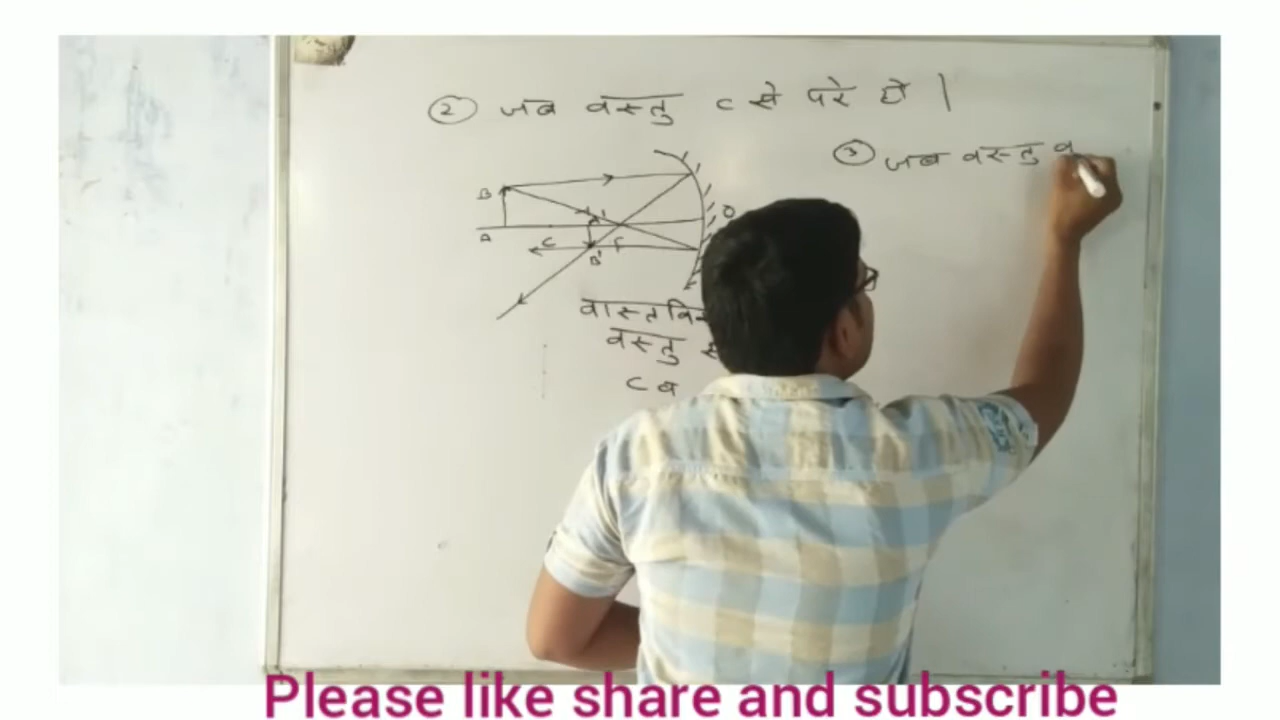 ② जब वस्तु C से परे हो |
③ जब वस्तु
B
A
C
A'
B'
F
O
वास्तवि
वस्तु
C व
Please like share and subscribe